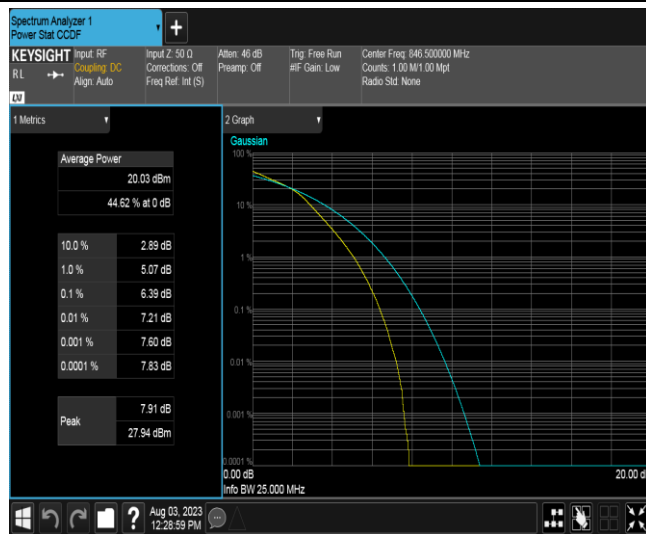 Spectrum Analyzer 1
Power Stat CCDF
+
KEYSIGHT
RL
Input: RF
Coupling: DC
Align: Auto
Input Z: 50 Ω
Corrections: Off
Freq Ref: Int (S)
Atten: 46 dB
Preamp: Off
Trig: Free Run
#IF Gain: Low
Center Freq: 846.500000 MHz
Counts: 1.00 M/1.00 Mpt
Radio Std: None
LXI
1 Metrics
Average Power
20.03 dBm
44.62 % at 0 dB
10.0 % 2.89 dB
1.0 % 5.07 dB
0.1 % 6.39 dB
0.01 % 7.21 dB
0.001 % 7.60 dB
0.0001 % 7.83 dB
Peak
7.91 dB
27.94 dBm
2 Graph
Gaussian
100 %
10 %
1 %
0.1 %
0.01 %
0.001 %
0.0001 %
0.00 dB
20.00 d
Info BW 25.000 MHz
?
Aug 03, 2023
12:28:59 PM